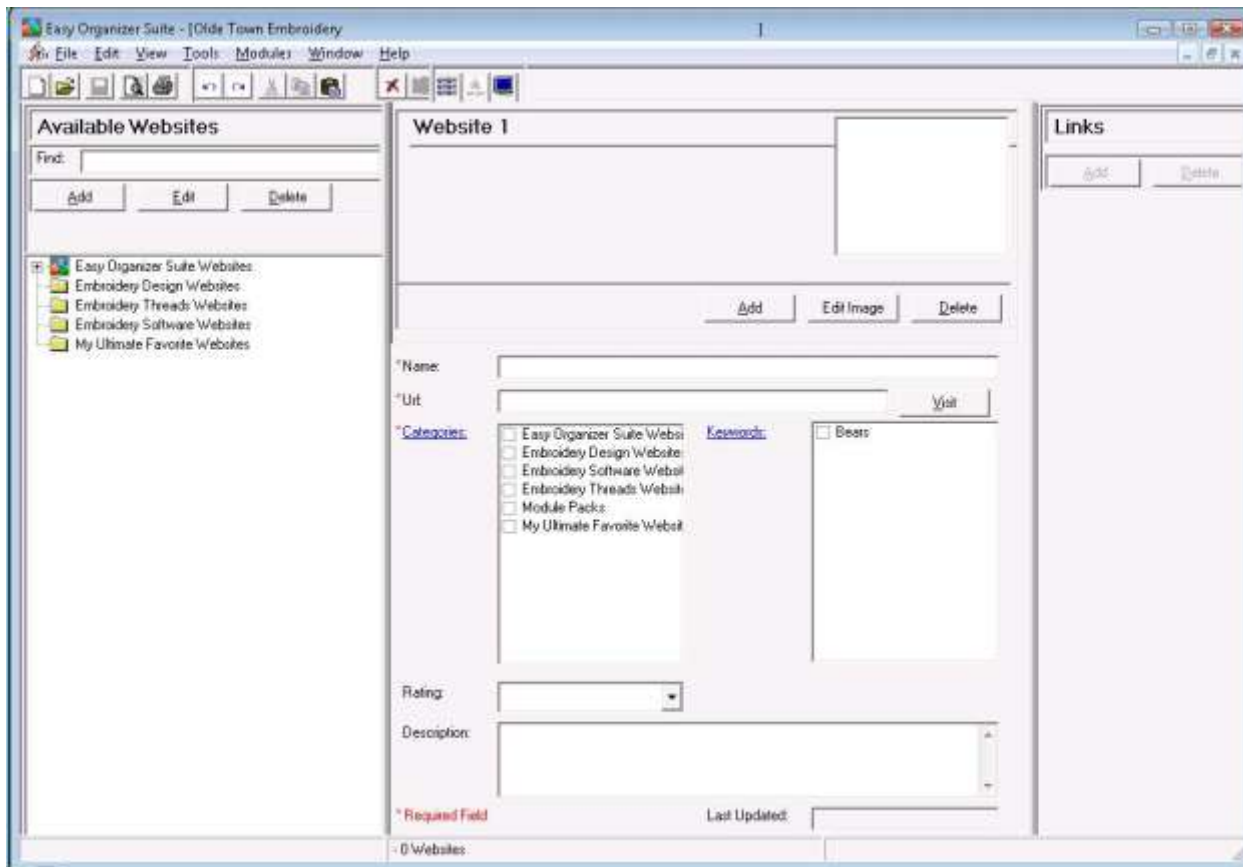 Easy Organizer Suite - [Olde Town Embroidery ]
File Edit View Tools Modules Window Help
Available Websites
Find:
Add Edit Delete
Easy Organizer Suite Websites
Embroidery Design Websites
Embroidery Threads Websites
Embroidery Software Websites
My Ultimate Favorite Websites
Website 1
Add Edit Image Delete
*Name:
*Url: Visit
*Categories:
Easy Organizer Suite Websi
Embroidery Design Website
Embroidery Software Websit
Embroidery Threads Websit
Module Packs
My Ultimate Favorite Websit
Keywords:
Bears
Rating:
Description:
* Required Field Last Updated:
- 0 Websites
Links
Add Delete